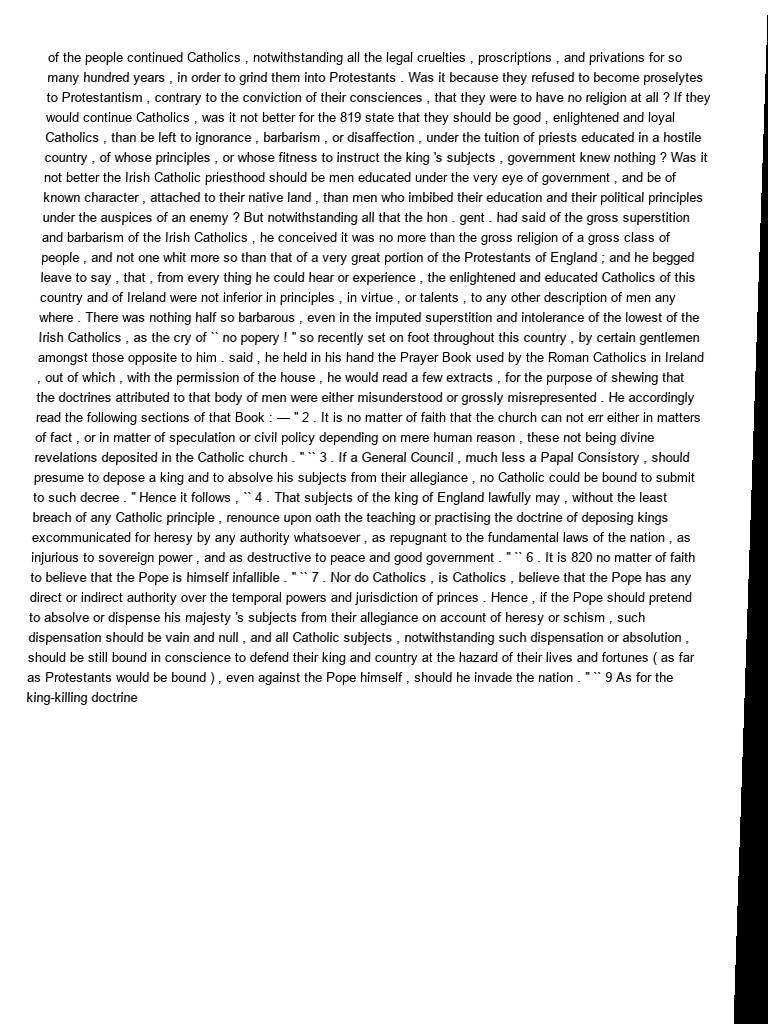 of the people continued Catholics , notwithstanding all the legal cruelties , proscriptions , and privations for so
many hundred years , in order to grind them into Protestants . Was it because they refused to become proselytes
to Protestantism , contrary to the conviction of their consciences , that they were to have no religion at all ? If they
would continue Catholics , was it not better for the 819 state that they should be good , enlightened and loyal
Catholics , than be left to ignorance , barbarism , or disaffection , under the tuition of priests educated in a hostile
country , of whose principles , or whose fitness to instruct the king 's subjects , government knew nothing ? Was it
not better the Irish Catholic priesthood should be men educated under the very eye of government , and be of
known character , attached to their native land , than men who imbibed their education and their political principles
under the auspices of an enemy ? But notwithstanding all that the hon . gent . had said of the gross superstition
and barbarism of the Irish Catholics , he conceived it was no more than the gross religion of a gross class of
people , and not one whit more so than that of a very great portion of the Protestants of England ; and he begged
leave to say , that , from every thing he could hear or experience , the enlightened and educated Catholics of this
country and of Ireland were not inferior in principles , in virtue , or talents , to any other description of men any
where . There was nothing half so barbarous , even in the imputed superstition and intolerance of the lowest of the
Irish Catholics , as the cry of `` no popery ! '' so recently set on foot throughout this country , by certain gentlemen
amongst those opposite to him . said , he held in his hand the Prayer Book used by the Roman Catholics in Ireland
, out of which , with the permission of the house , he would read a few extracts , for the purpose of shewing that
the doctrines attributed to that body of men were either misunderstood or grossly misrepresented . He accordingly
read the following sections of that Book : — '' 2 . It is no matter of faith that the church can not err either in matters
of fact , or in matter of speculation or civil policy depending on mere human reason , these not being divine
revelations deposited in the Catholic church . '' `` 3 . If a General Council , much less a Papal Consistory , should
presume to depose a king and to absolve his subjects from their allegiance , no Catholic could be bound to submit
to such decree . '' Hence it follows , `` 4 . That subjects of the king of England lawfully may , without the least
breach of any Catholic principle , renounce upon oath the teaching or practising the doctrine of deposing kings
excommunicated for heresy by any authority whatsoever , as repugnant to the fundamental laws of the nation , as
injurious to sovereign power , and as destructive to peace and good government . '' `` 6 . It is 820 no matter of faith
to believe that the Pope is himself infallible . '' `` 7 . Nor do Catholics , is Catholics , believe that the Pope has any
direct or indirect authority over the temporal powers and jurisdiction of princes . Hence , if the Pope should pretend
to absolve or dispense his majesty 's subjects from their allegiance on account of heresy or schism , such
dispensation should be vain and null , and all Catholic subjects , notwithstanding such dispensation or absolution ,
should be still bound in conscience to defend their king and country at the hazard of their lives and fortunes ( as far
as Protestants would be bound ) , even against the Pope himself , should he invade the nation . '' `` 9 As for the
king-killing doctrine